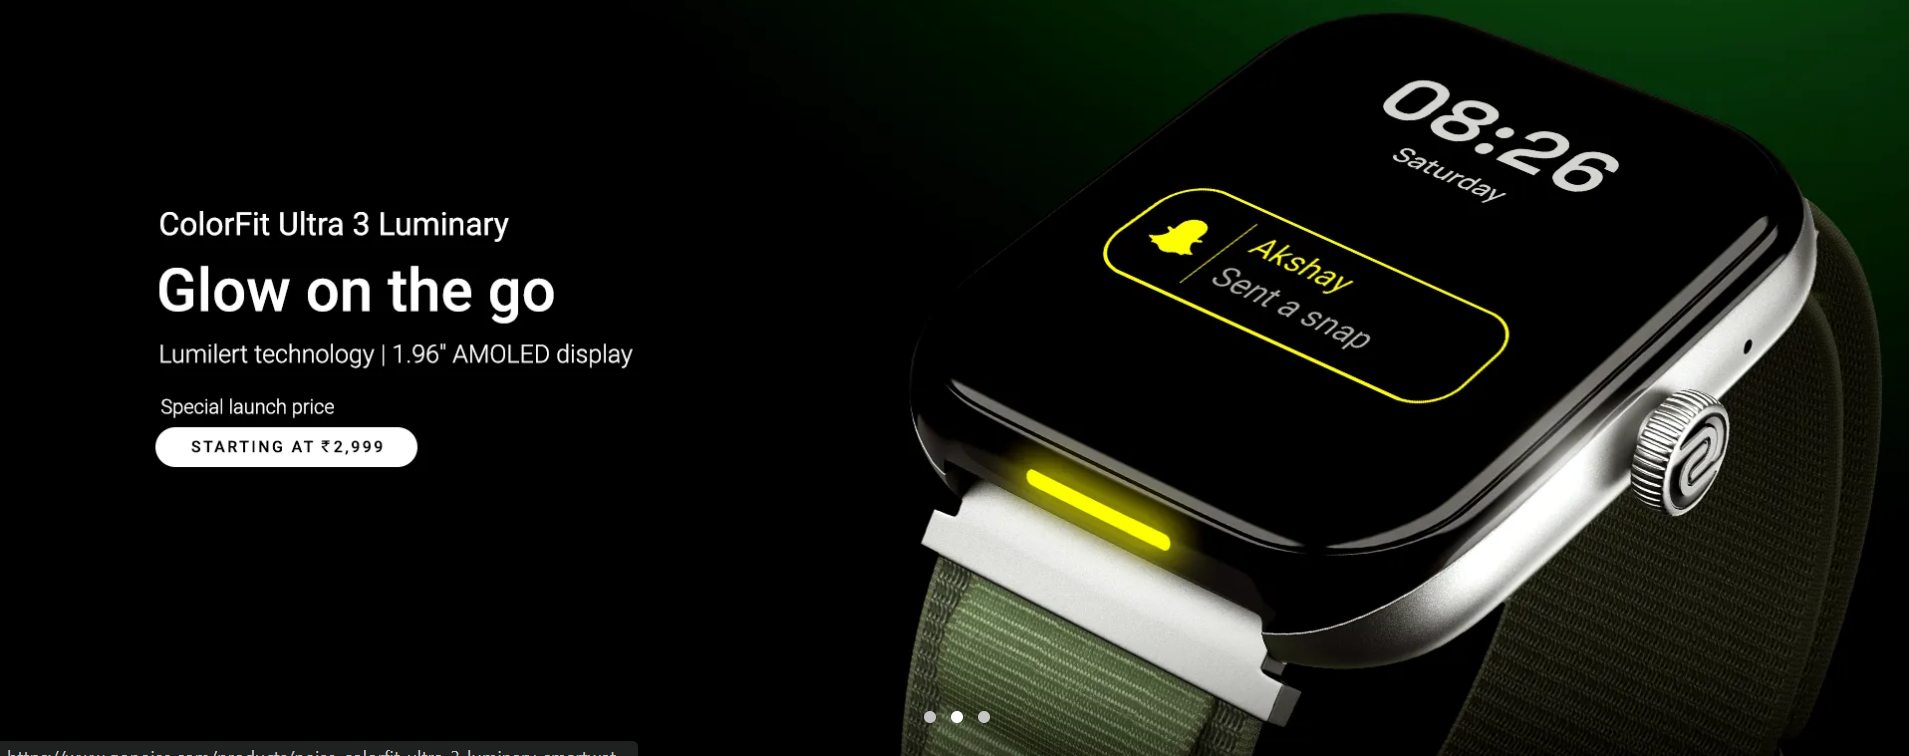 ColorFit Ultra 3 Luminary
Glow on the go
Lumilert technology | 1.96" AMOLED display
Special launch price
STARTING AT ₹2,999
08:26
Saturday
Akshay
Sent a snap